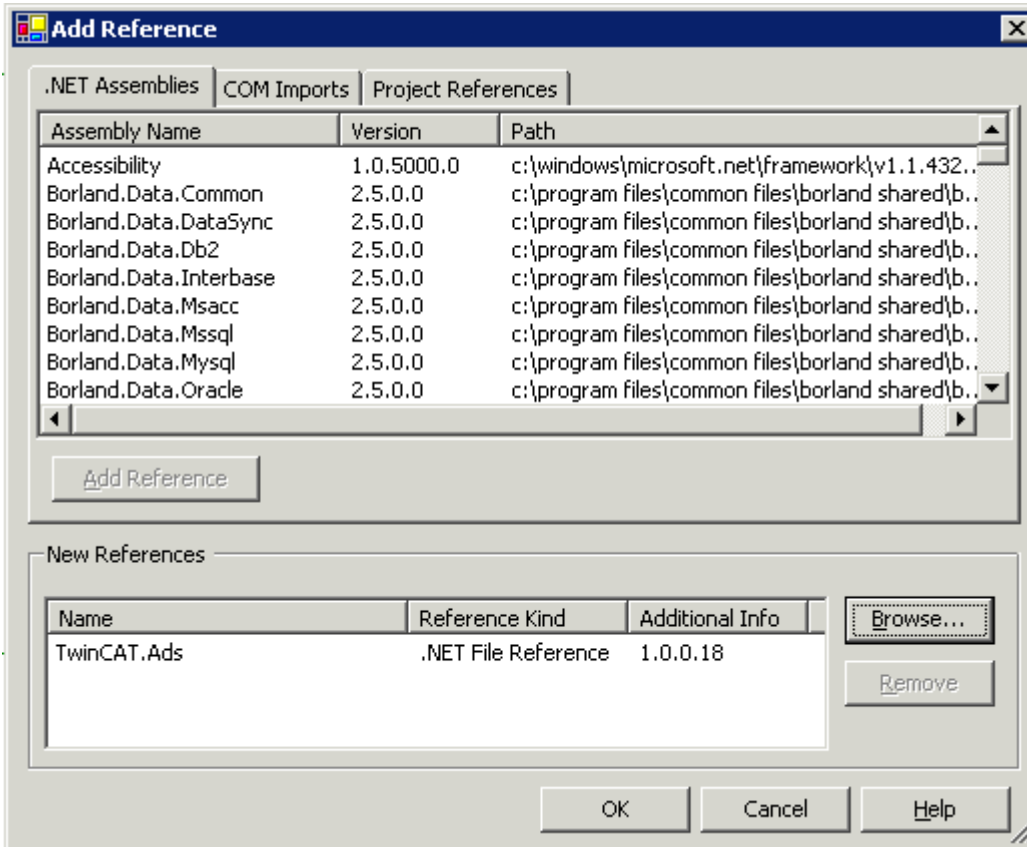 Add Reference
.NET Assemblies COM Imports Project References
Assembly Name Version Path
Accessibility 1.0.5000.0 c:\windows\microsoft.net\framework\v1.1.432..
Borland.Data.Common 2.5.0.0 c:\program files\common files\borland shared\b..
Borland.Data.DataSync 2.5.0.0 c:\program files\common files\borland shared\b..
Borland.Data.Db2 2.5.0.0 c:\program files\common files\borland shared\b..
Borland.Data.Interbase 2.5.0.0 c:\program files\common files\borland shared\b..
Borland.Data.Msacc 2.5.0.0 c:\program files\common files\borland shared\b..
Borland.Data.Mssql 2.5.0.0 c:\program files\common files\borland shared\b..
Borland.Data.Mysql 2.5.0.0 c:\program files\common files\borland shared\b..
Borland.Data.Oracle 2.5.0.0 c:\program files\common files\borland shared\b..
Add Reference
New References
Name Reference Kind Additional Info
TwinCAT.Ads .NET File Reference 1.0.0.18
Browse...
Remove
OK Cancel Help